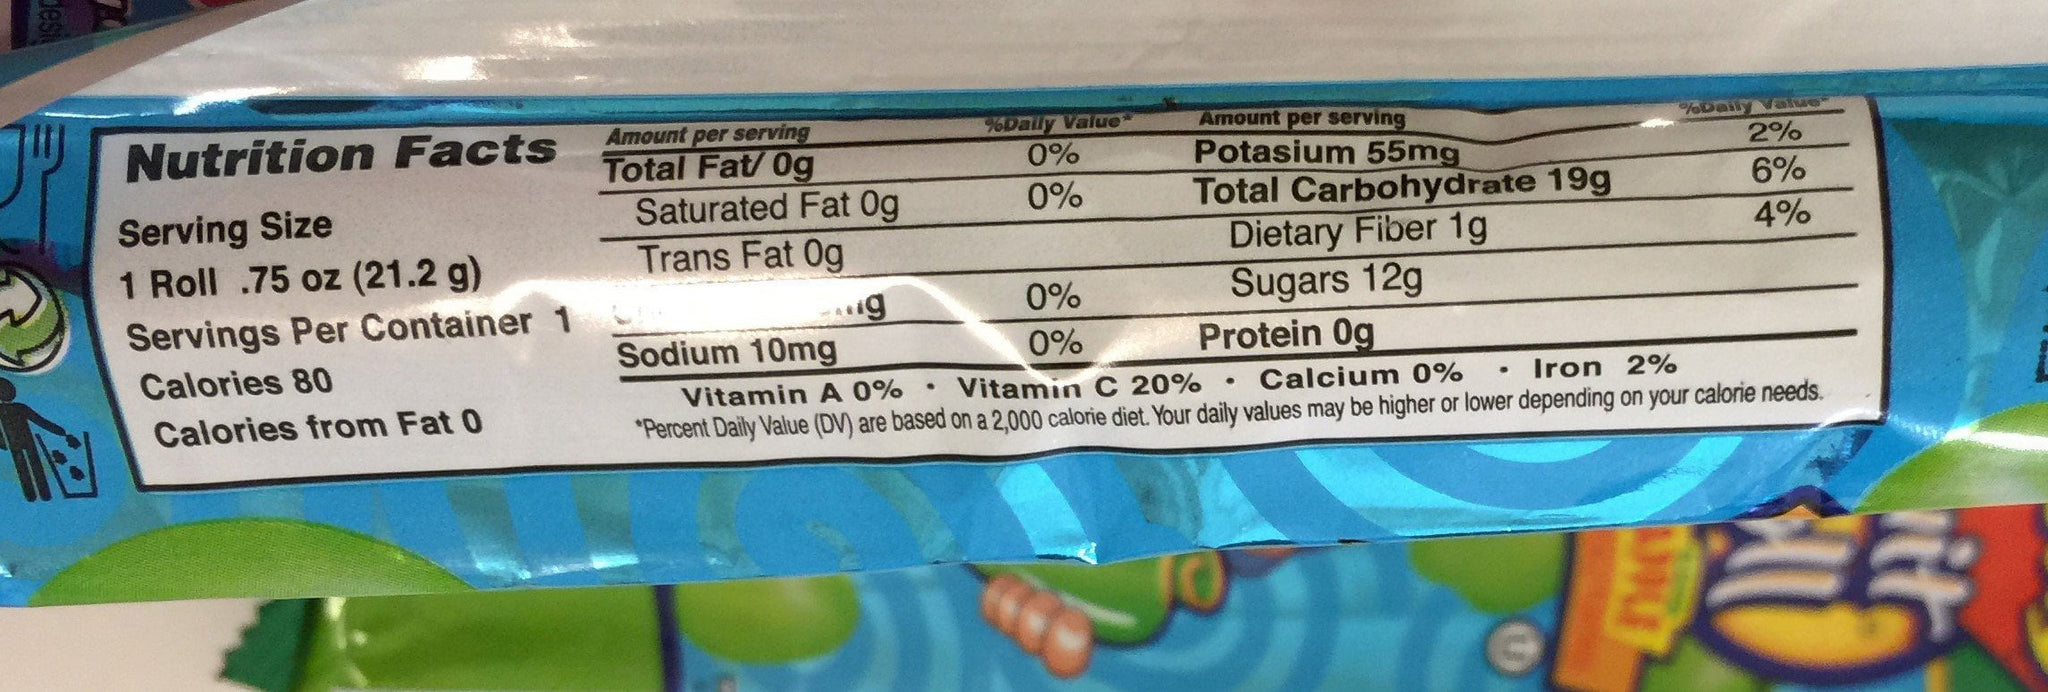 Nutrition Facts
Serving Size
1 Roll .75 oz (21.2 g)
Servings Per Container 1
Calories 80
Calories from Fat 0
Amount per serving %Daily Value*
Total Fat/ 0g 0%
Saturated Fat 0g 0%
Trans Fat 0g
0%
Sodium 10mg 0%
Amount per serving %Daily Value*
Potasium 55mg 2%
Total Carbohydrate 19g 6%
Dietary Fiber 1g 4%
Sugars 12g
Protein 0g
Vitamin A 0% • Vitamin C 20% • Calcium 0% • Iron 2%
*Percent Daily Value (DV) are based on a 2,000 calorie diet. Your daily values may be higher or lower depending on your calorie needs.